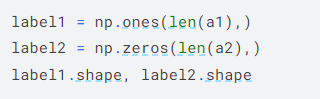 label1 = np.ones(len(a1),)
label2 = np.zeros(len(a2),)
label1.shape, label2.shape